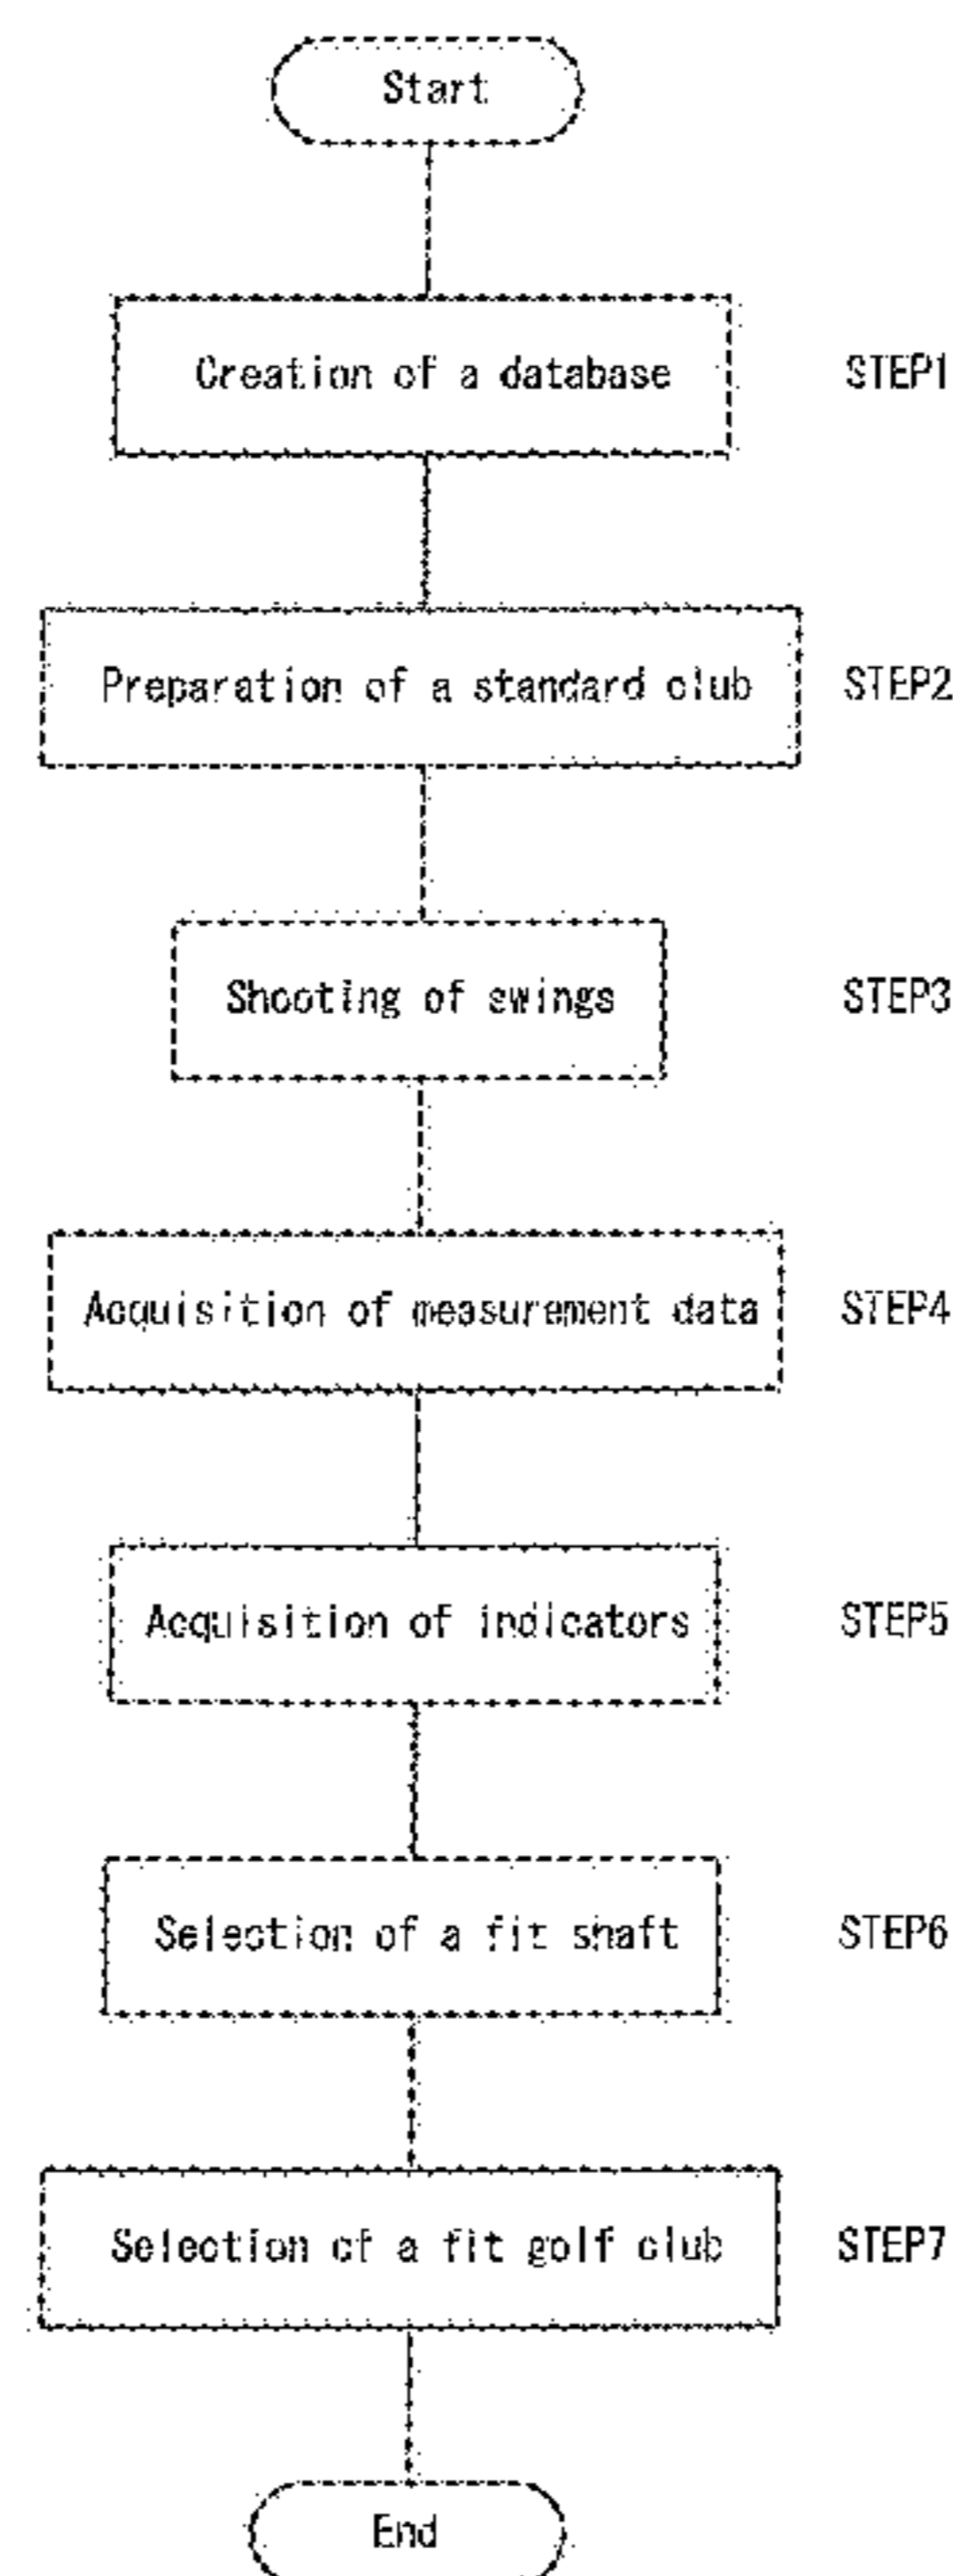 Start
Creation of a database STEP1
Preparation of a standard club STEP2
Shooting of swings STEP3
Acquisition of measurement data STEP4
Acquisition of indicators STEP5
Selection of a fit shaft STEP6
Selection of a fit golf club STEP7
End